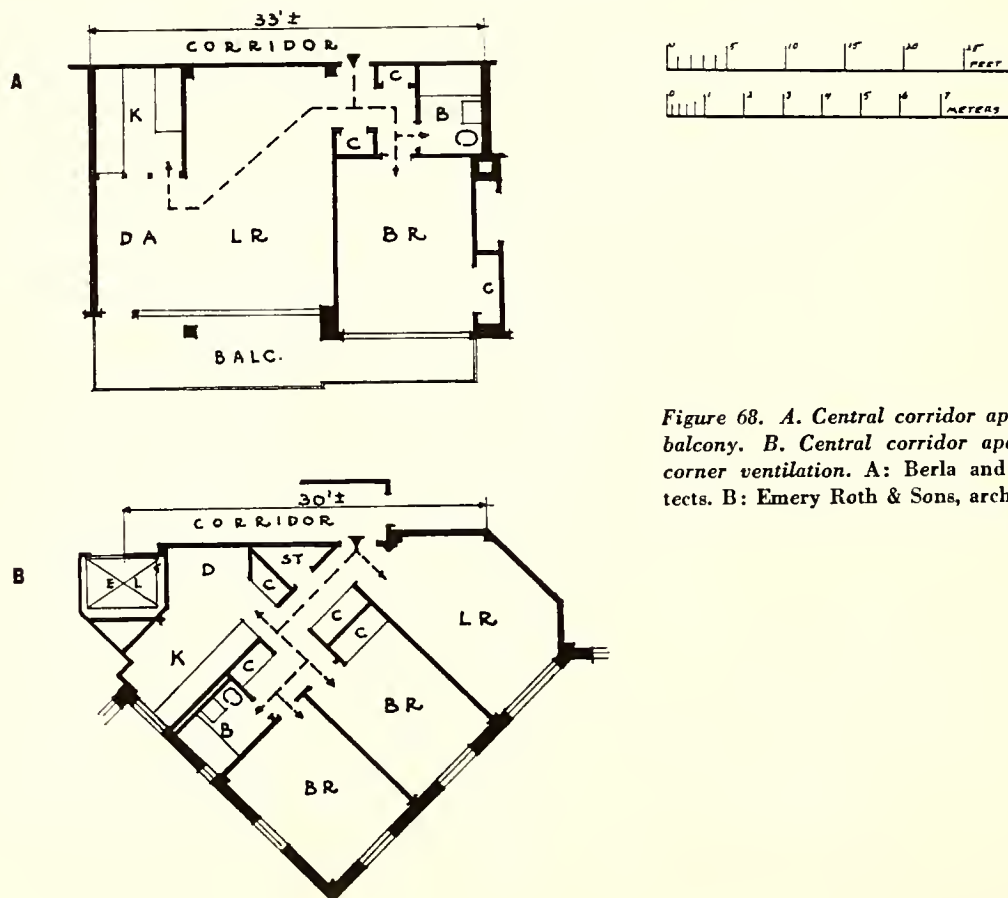 A
33'±
CORRIDOR
C
K
B
C
DA
LR
BR
C
BALC.
0 5 10 15 20 25
FEET
0 1 2 3 4 5 6 7
METERS
Figure 68. A. Central corridor ap
balcony. B. Central corridor apa
corner ventilation. A: Berla and
tects. B: Emery Roth & Sons, arch
B
30'±
CORRIDOR
EL
D
ST
C
C
C
LR
K
C
B
BR
BR